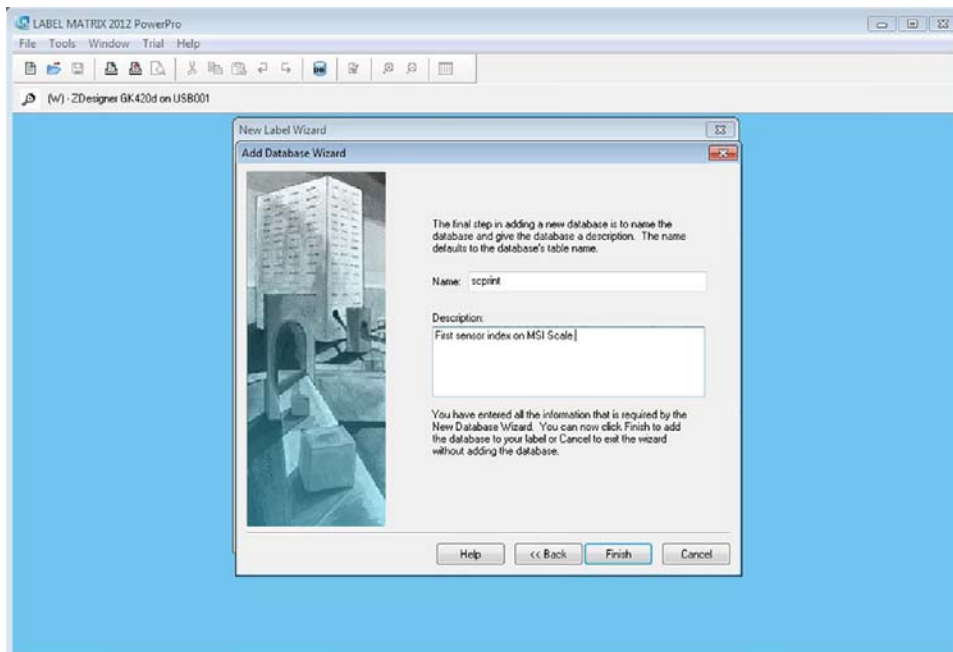 LABEL MATRIX 2012 PowerPro
File Tools Window Trial Help
(W) - ZDesigner GK420d on USB001
New Label Wizard
Add Database Wizard
The final step in adding a new database is to name the
database and give the database a description. The name
defaults to the database's table name.
Name: scprint
Description:
First sensor index on MSI Scale
You have entered all the information that is required by the
New Database Wizard. You can now click Finish to add
the database to your label or Cancel to exit the wizard
without adding the database.
Help << Back Finish Cancel